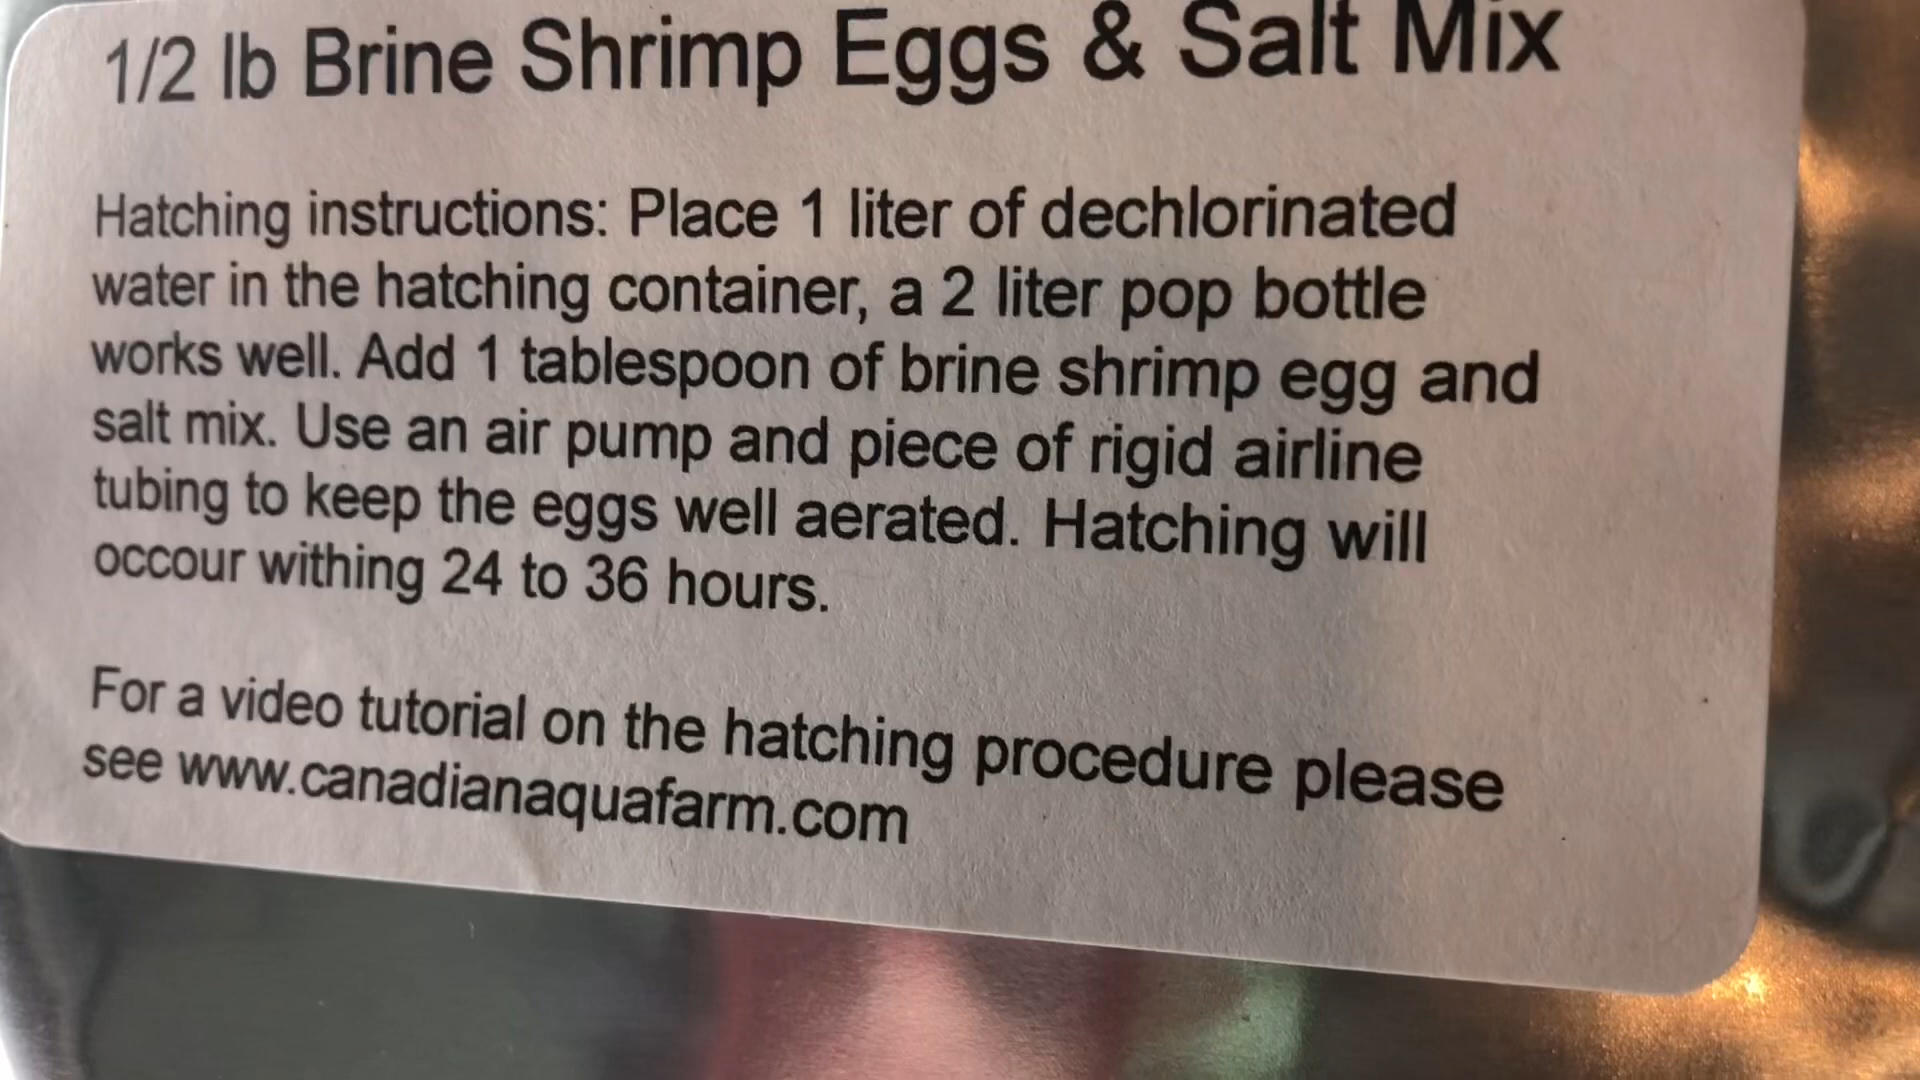 1/2 lb Brine Shrimp Eggs & Salt Mix
Hatching instructions: Place 1 liter of dechlorinated
water in the hatching container, a 2 liter pop bottle
works well. Add 1 tablespoon of brine shrimp egg and
salt mix. Use an air pump and piece of rigid airline
tubing to keep the eggs well aerated. Hatching will
occour withing 24 to 36 hours.
For a video tutorial on the hatching procedure please
see www.canadianaquafarm.com